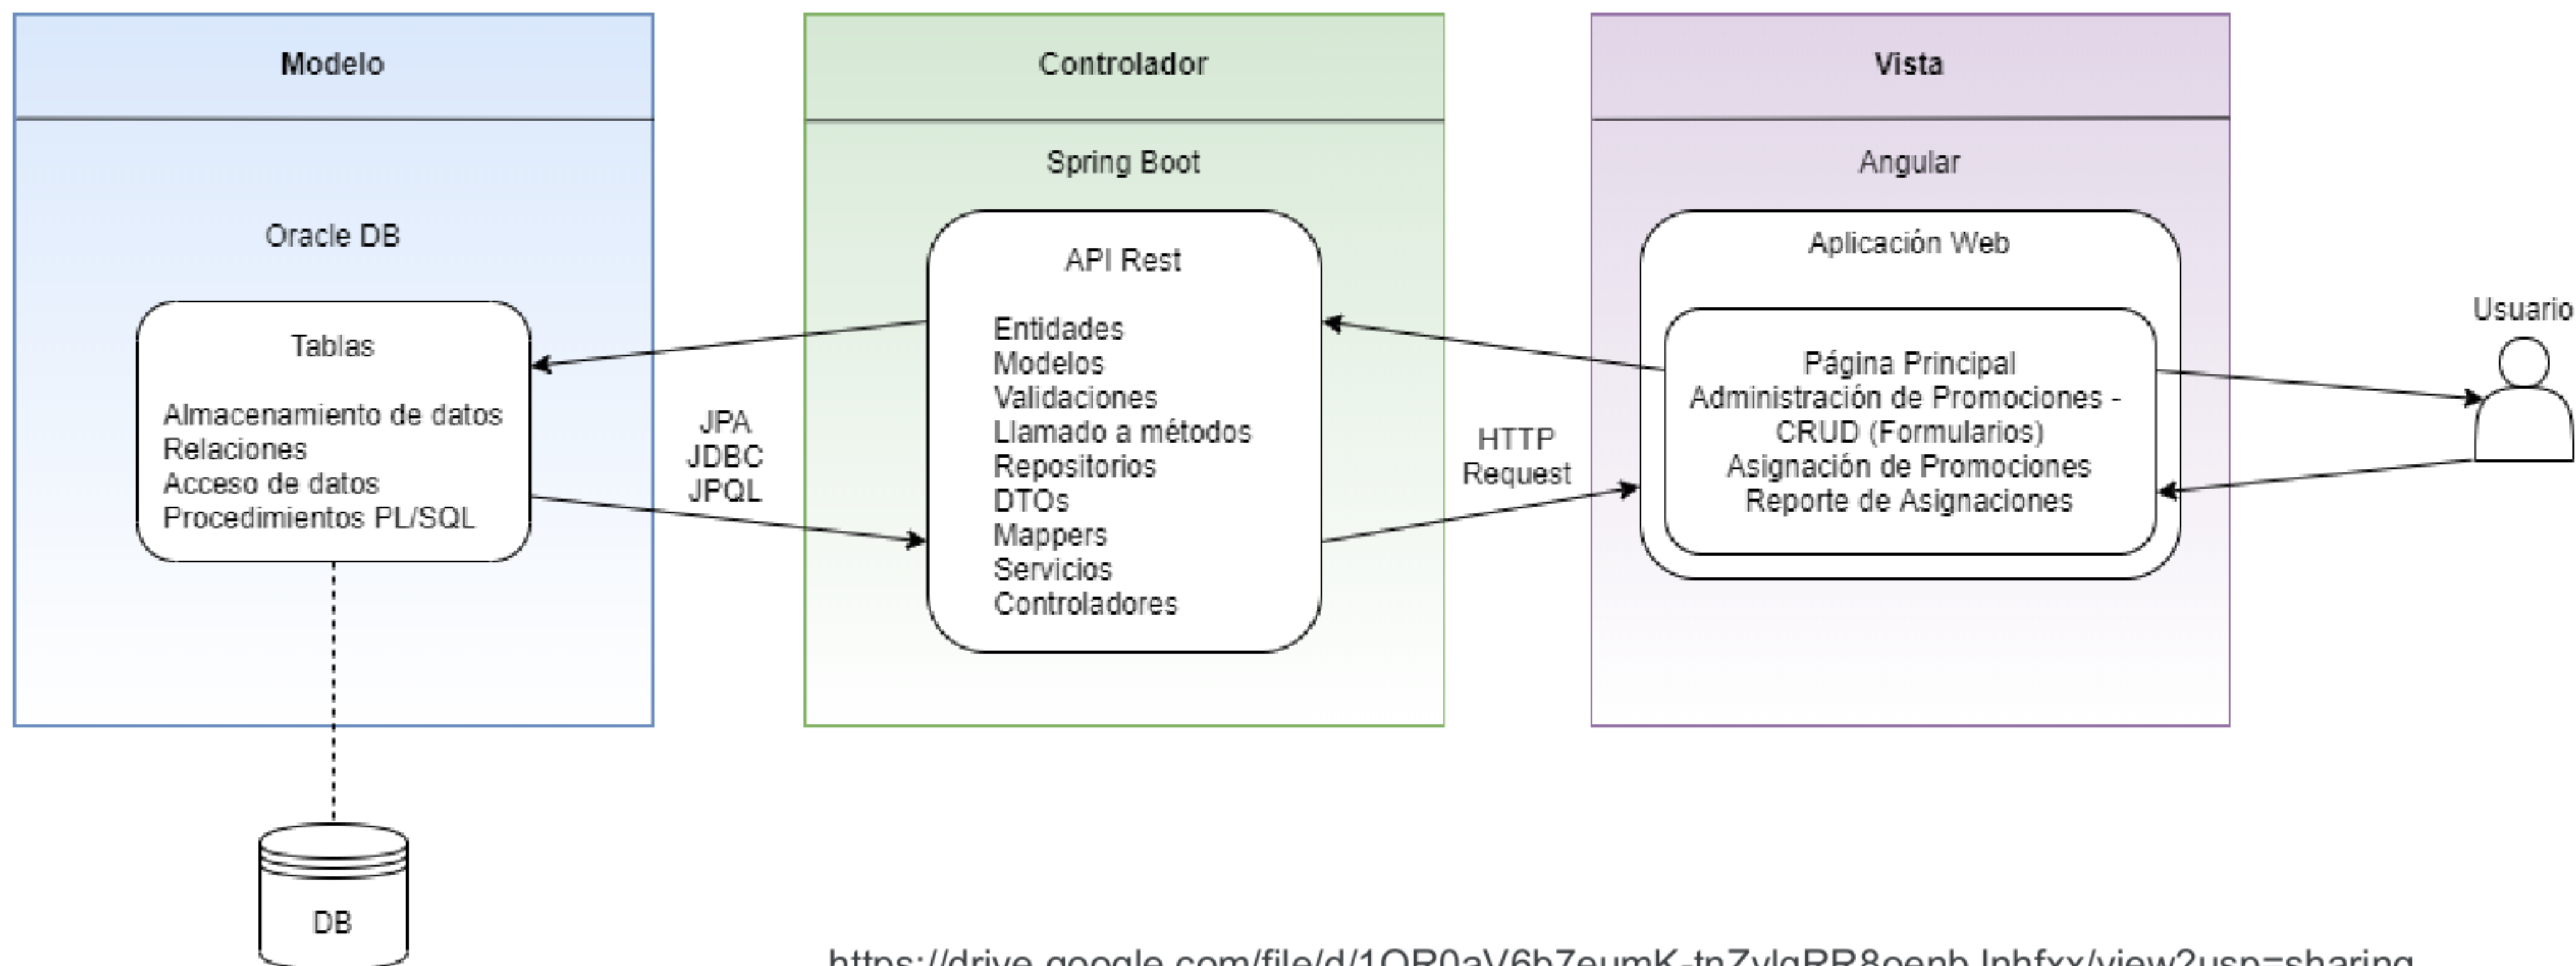 Modelo
Oracle DB
Tablas
Almacenamiento de datos
Relaciones
Acceso de datos
Procedimientos PL/SQL
DB
JPA
JDBC
JPQL
Controlador
Spring Boot
API Rest
Entidades
Modelos
Validaciones
Llamado a métodos
Repositorios
DTOs
Mappers
Servicios
Controladores
HTTP
Request
Vista
Angular
Aplicación Web
Página Principal
Administración de Promociones -
CRUD (Formularios)
Asignación de Promociones
Reporte de Asignaciones
Usuario